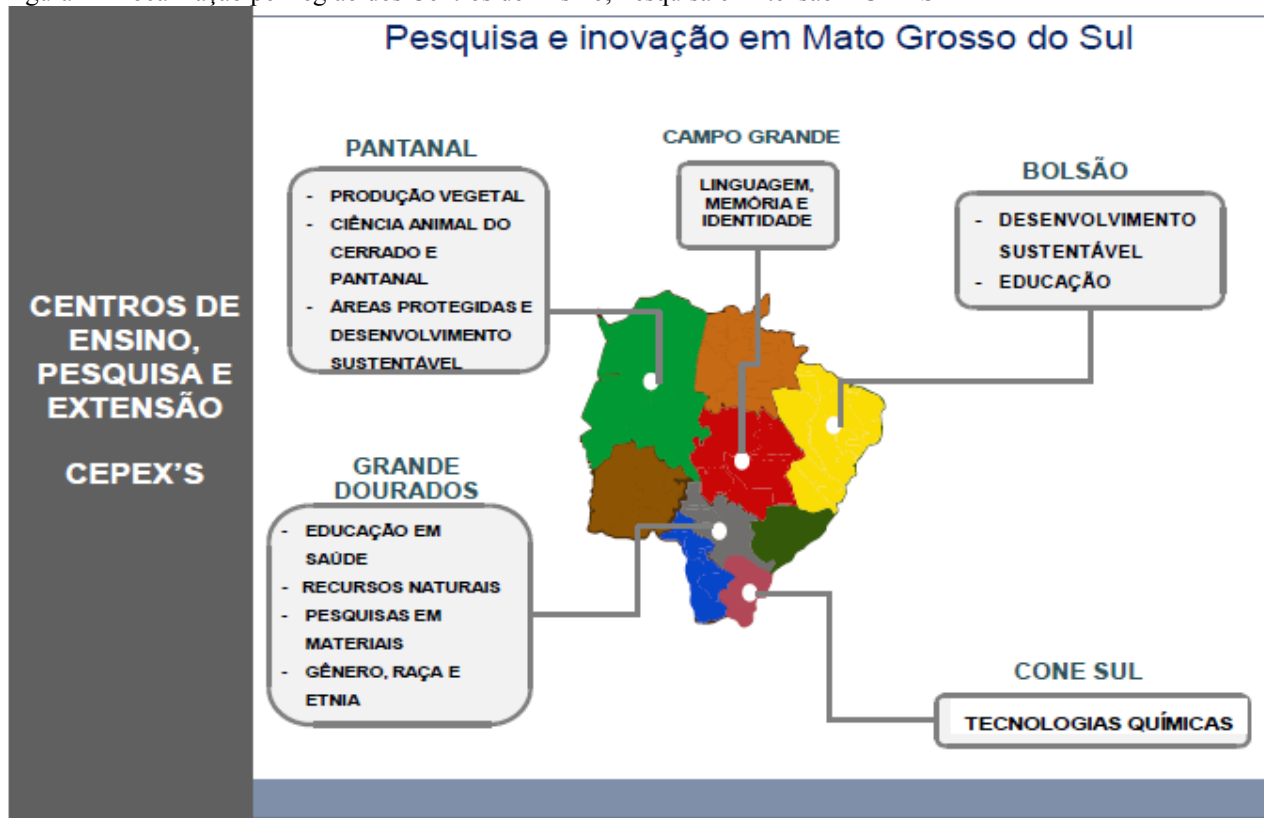 Pesquisa e inovação em Mato Grosso do Sul
CENTROS DE
ENSINO,
PESQUISA E
EXTENSÃO
CEPEX'S
PANTANAL
- PRODUÇÃO VEGETAL
- CIÊNCIA ANIMAL DO
CERRADO E
PANTANAL
- ÁREAS PROTEGIDAS E
DESENVOLVIMENTO
SUSTENTÁVEL
CAMPO GRANDE
LINGUAGEM,
MEMÓRIA E
IDENTIDADE
BOLSÃO
- DESENVOLVIMENTO
SUSTENTÁVEL
- EDUCAÇÃO
GRANDE
DOURADOS
- EDUCAÇÃO EM
SAÚDE
- RECURSOS NATURAIS
- PESQUISAS EM
MATERIAIS
- GÊNERO, RAÇA E
ETNIA
CONE SUL
TECNOLOGIAS QUÍMICAS